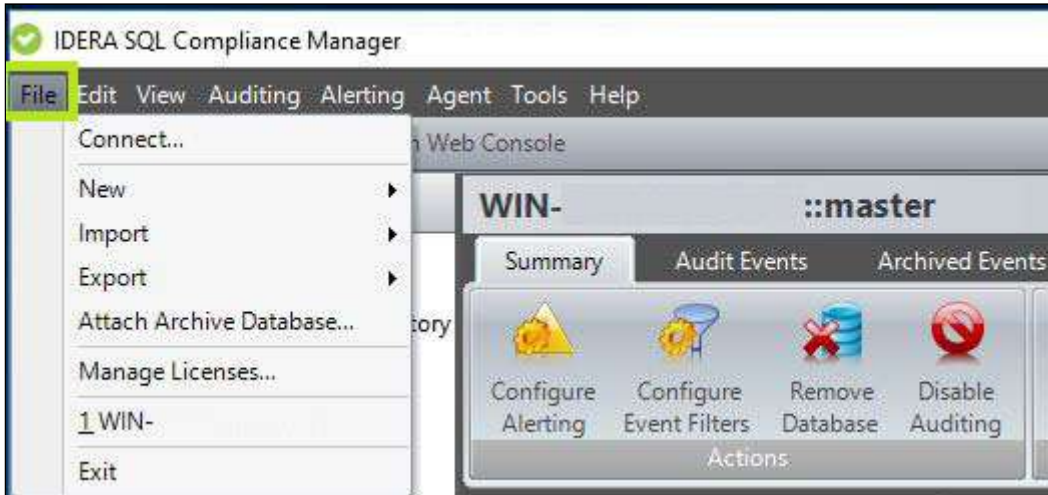 IDERA SQL Compliance Manager
File Edit View Auditing Alerting Agent Tools Help
Connect...
Web Console
New
WIN- ::master
Import
Summary Audit Events Archived Events
Export
Attach Archive Database...
tory
Manage Licenses...
Configure Alerting
Configure Event Filters
Remove Database
Disable Auditing
1 WIN-
Actions
Exit